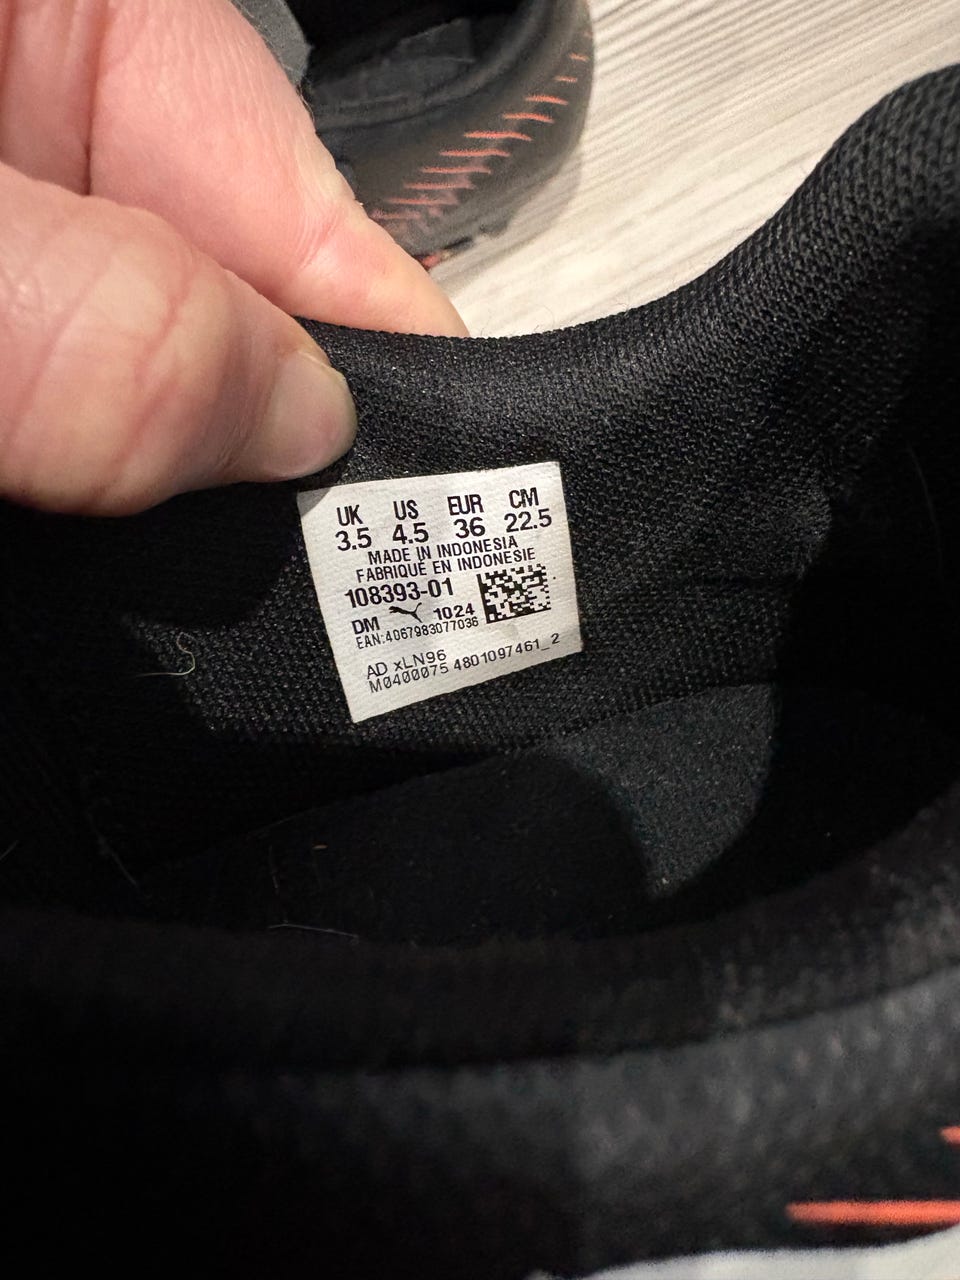 UK US EUR CM
3.5 4.5 36 22.5
MADE IN INDONESIA
FABRIQUÉ EN INDONESIE
108393-01
DM 1024
EAN:4067983077036
AD xLN96
M0400075 4801097461_2